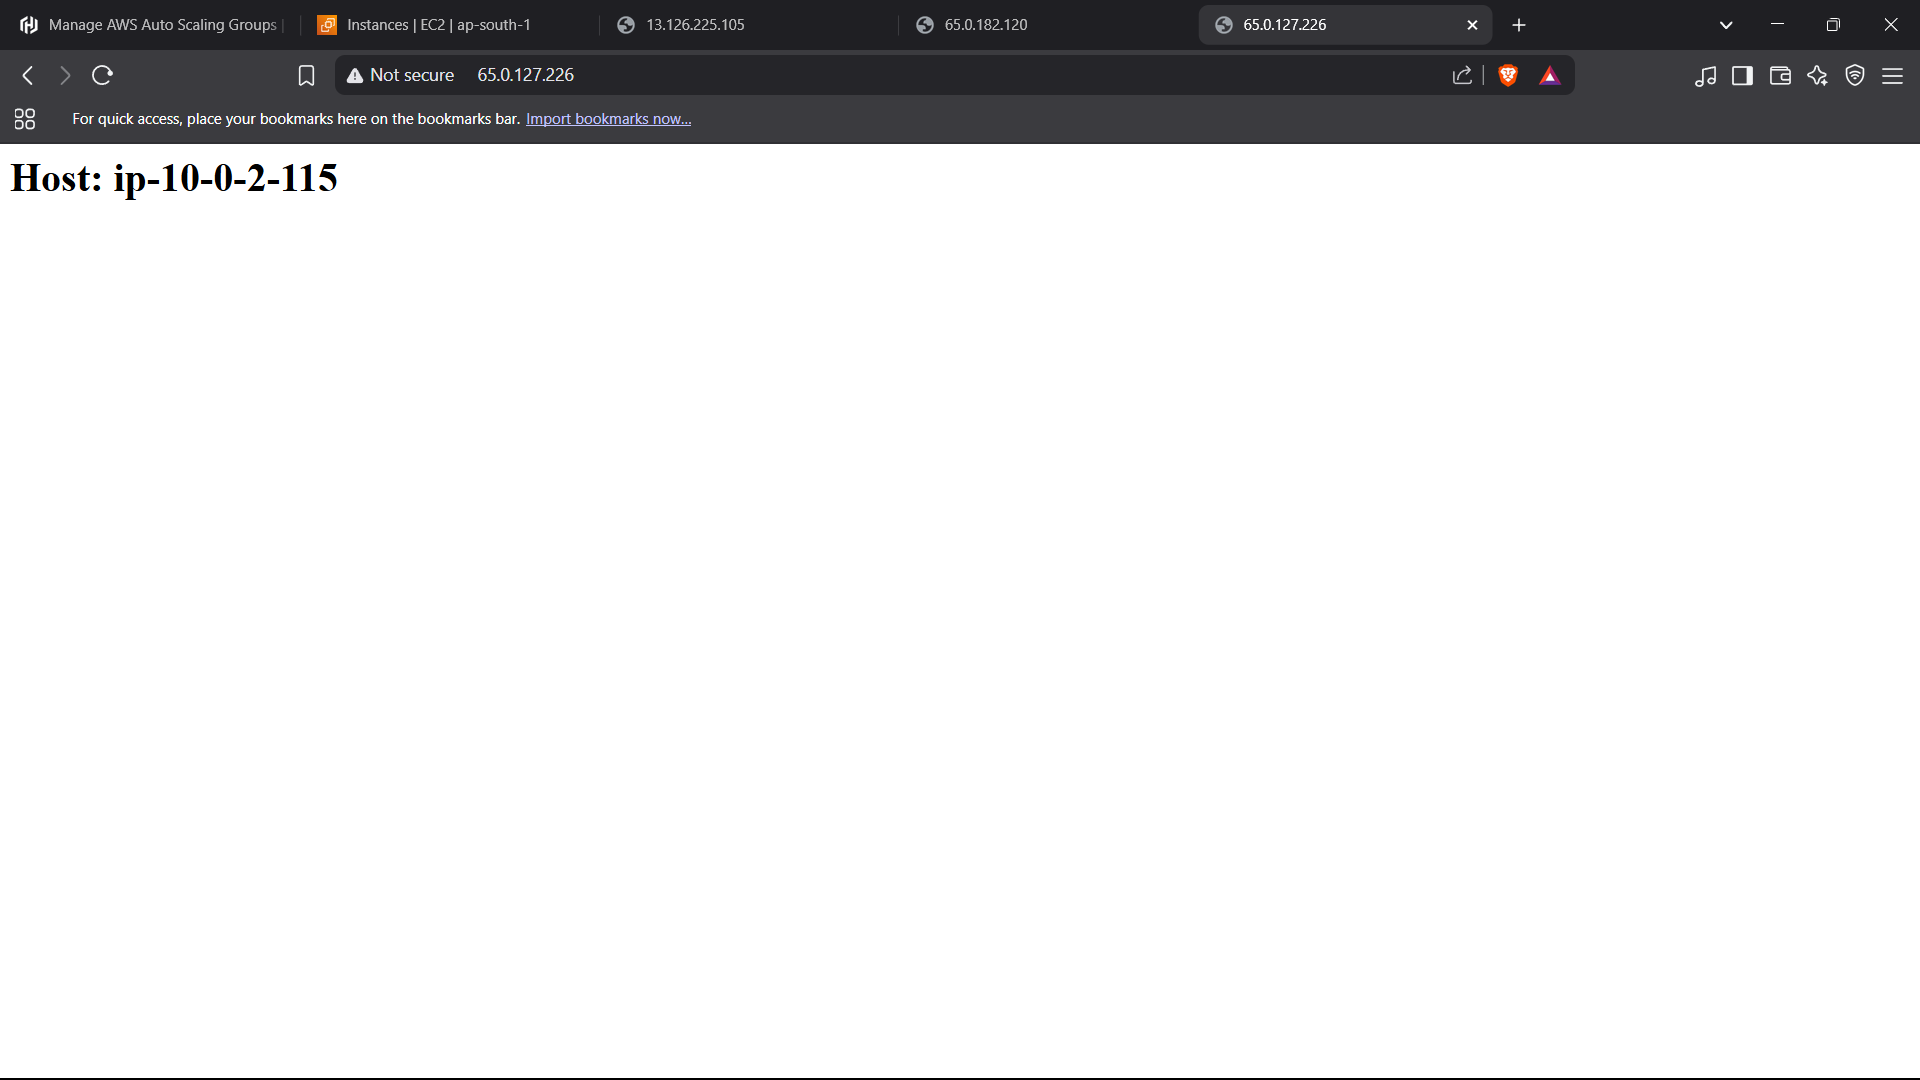 Manage AWS Auto Scaling Groups
Instances | EC2 | ap-south-1
13.126.225.105
65.0.182.120
65.0.127.226
Not secure 65.0.127.226
For quick access, place your bookmarks here on the bookmarks bar. Import bookmarks now...
Host: ip-10-0-2-115